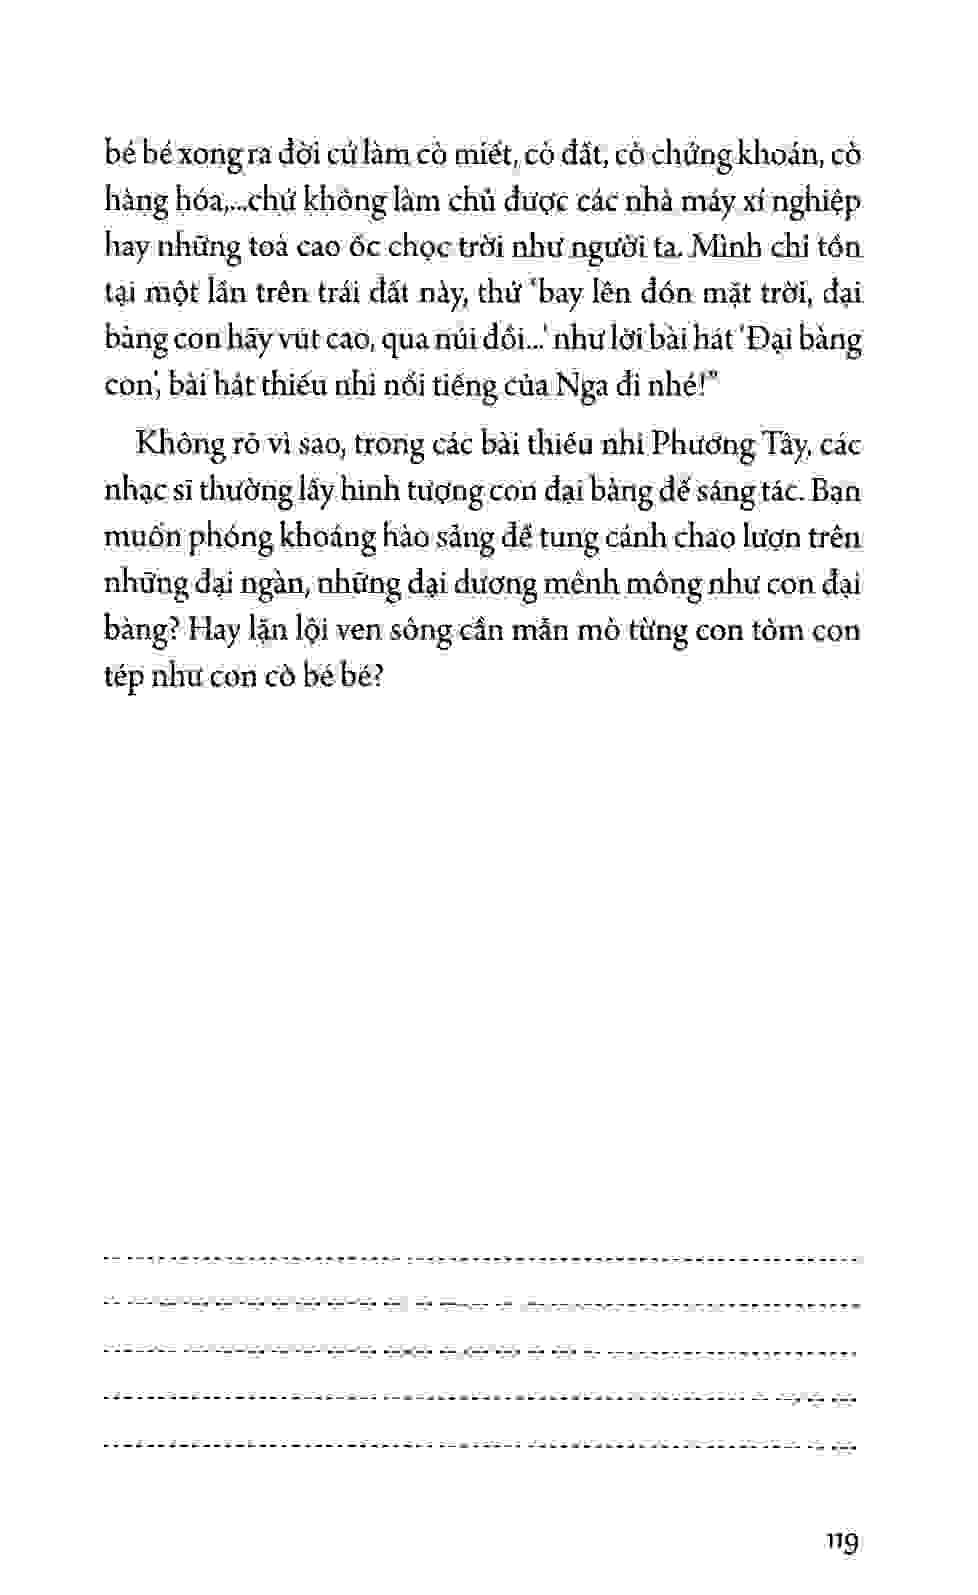 bé bé xong ra đời cứ làm cò miết, cò đất, cò chứng khoán, cò
hàng hóa,...chứ không làm chủ được các nhà máy xí nghiệp
hay những toà cao ốc chọc trời như người ta. Mình chỉ tồn
tại một lần trên trái đất này, thử 'bay lên đón mặt trời, đại
bàng con hãy vút cao, qua núi đồi...' như lời bài hát 'Đại bàng
con', bài hát thiếu nhi nổi tiếng của Nga đi nhé!"
Không rõ vì sao, trong các bài thiếu nhi Phương Tây, các
nhạc sĩ thường lấy hình tượng con đại bàng để sáng tác. Bạn
muốn phóng khoáng hào sảng để tung cánh chao lượn trên
những đại ngàn, những đại dương mênh mông như con đại
bàng? Hay lặn lội ven sông cần mẫn mò từng con tôm con
tép như con cò bé bé?
119